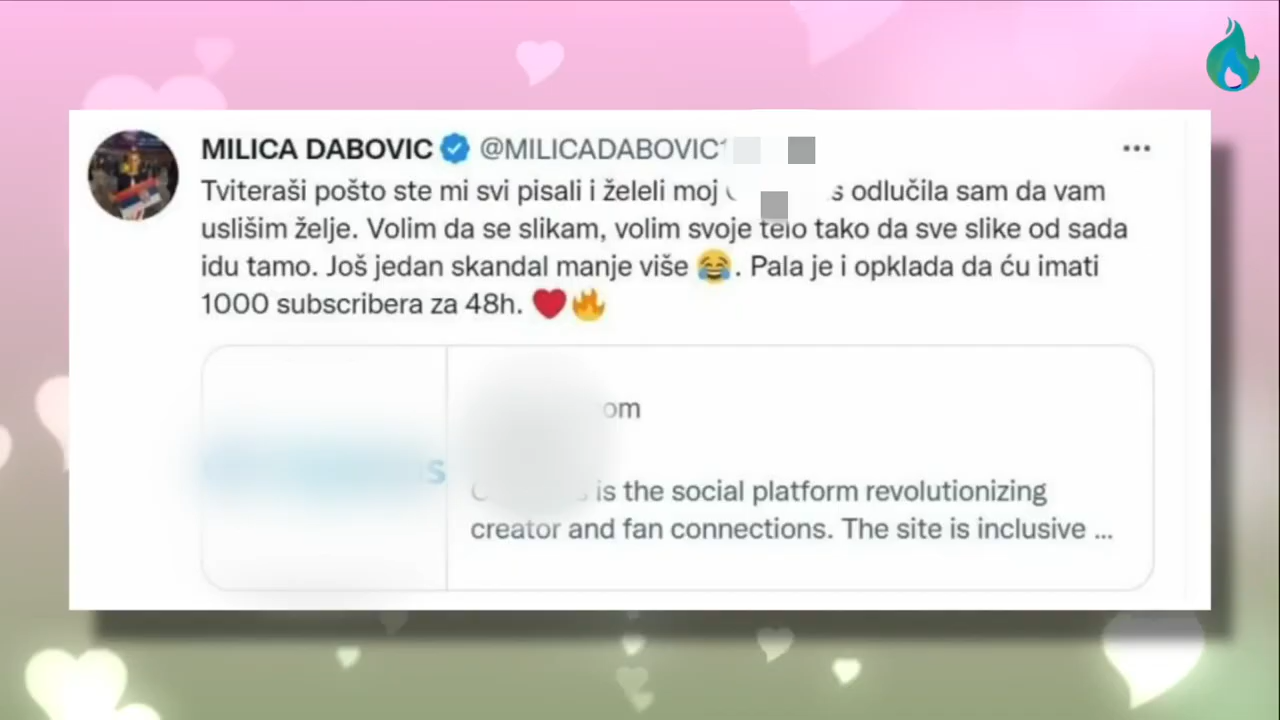 MILICA DABOVIC @MILICADABOVIC1
Tviteraši pošto ste mi svi pisali i želeli moj odlučila sam da vam
uslišim želje. Volim da se slikam, volim svoje telo tako da sve slike od sada
idu tamo. Još jedan skandal manje više 😂. Pala je i opklada da ću imati
1000 subscribera za 48h. ❤️🔥
om
s
is the social platform revolutionizing
creator and fan connections. The site is inclusive ...